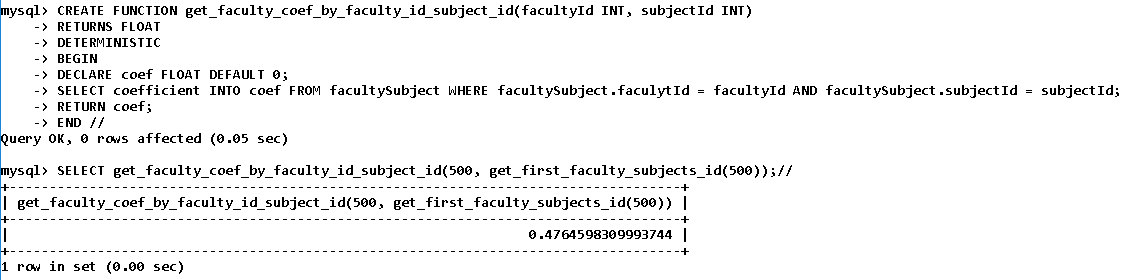 mysql> CREATE FUNCTION get_faculty_coef_by_faculty_id_subject_id(facultyId INT, subjectId INT)
    -> RETURNS FLOAT
    -> DETERMINISTIC
    -> BEGIN
    -> DECLARE coef FLOAT DEFAULT 0;
    -> SELECT coefficient INTO coef FROM facultySubject WHERE facultySubject.faculytId = facultyId AND facultySubject.subjectId = subjectId;
    -> RETURN coef;
    -> END //
Query OK, 0 rows affected (0.05 sec)
mysql> SELECT get_faculty_coef_by_faculty_id_subject_id(500, get_first_faculty_subjects_id(500));//
+------------------------------------------------------------------------------------+
| get_faculty_coef_by_faculty_id_subject_id(500, get_first_faculty_subjects_id(500)) |
+------------------------------------------------------------------------------------+
|                                                                 0.4764598309993744 |
+------------------------------------------------------------------------------------+
1 row in set (0.00 sec)